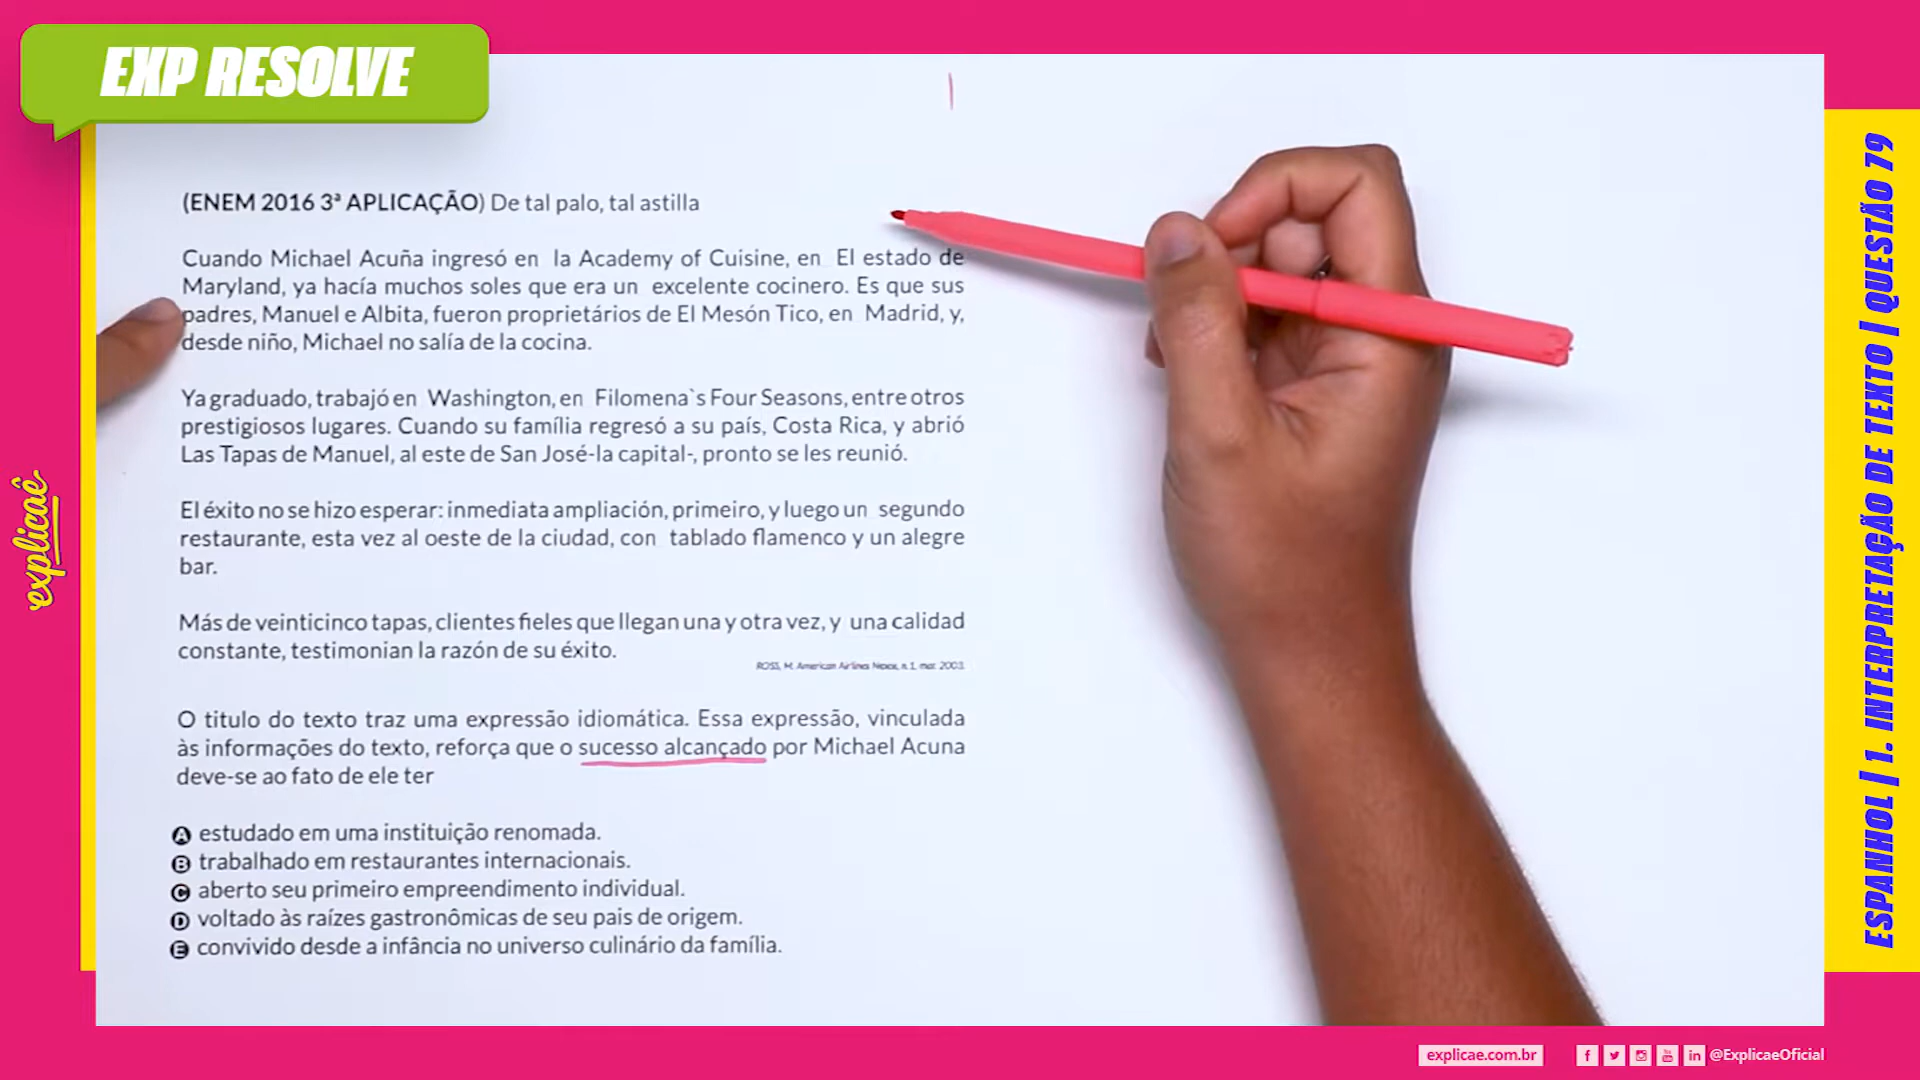 EXP RESOLVE
(ENEM 2016 3ª APLICAÇÃO) De tal palo, tal astilla
Cuando Michael Acuña ingresó en la Academy of Cuisine, en El estado de
Maryland, ya hacía muchos soles que era un excelente cocinero. Es que sus
padres, Manuel e Albita, fueron proprietários de El Mesón Tico, en Madrid, y,
desde niño, Michael no salía de la cocina.
Ya graduado, trabajó en Washington, en Filomena`s Four Seasons, entre otros
prestigiosos lugares. Cuando su família regresó a su país, Costa Rica, y abrió
Las Tapas de Manuel, al este de San José-la capital-, pronto se les reunió.
El éxito no se hizo esperar: inmediata ampliación, primero, y luego un segundo
restaurante, esta vez al oeste de la ciudad, con tablado flamenco y un alegre
bar.
Más de veinticinco tapas, clientes fieles que llegan una y otra vez, y una calidad
constante, testimonian la razón de su éxito.
ROSS, M. American Airlines Nexos, n. 1, mar. 2003.
O titulo do texto traz uma expressão idiomática. Essa expressão, vinculada
às informações do texto, reforça que o sucesso alcançado por Michael Acuna
deve-se ao fato de ele ter
A estudado em uma instituição renomada.
B trabalhado em restaurantes internacionais.
C aberto seu primeiro empreendimento individual.
D voltado às raízes gastronômicas de seu pais de origem.
E convivido desde a infância no universo culinário da família.
explicaê
ESPANHOL | 1. INTERPRETAÇÃO DE TEXTO | QUESTÃO 79
explicae.com.br
@ExplicaeOficial